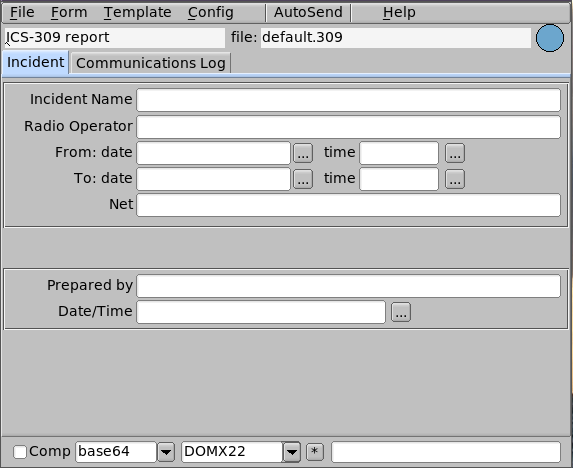 File Form Template Config AutoSend Help
ICS-309 report file: default.309
Incident Communications Log
Incident Name
Radio Operator
From: date ... time ...
To: date ... time ...
Net
Prepared by
Date/Time ...
Comp base64 DOMX22 *